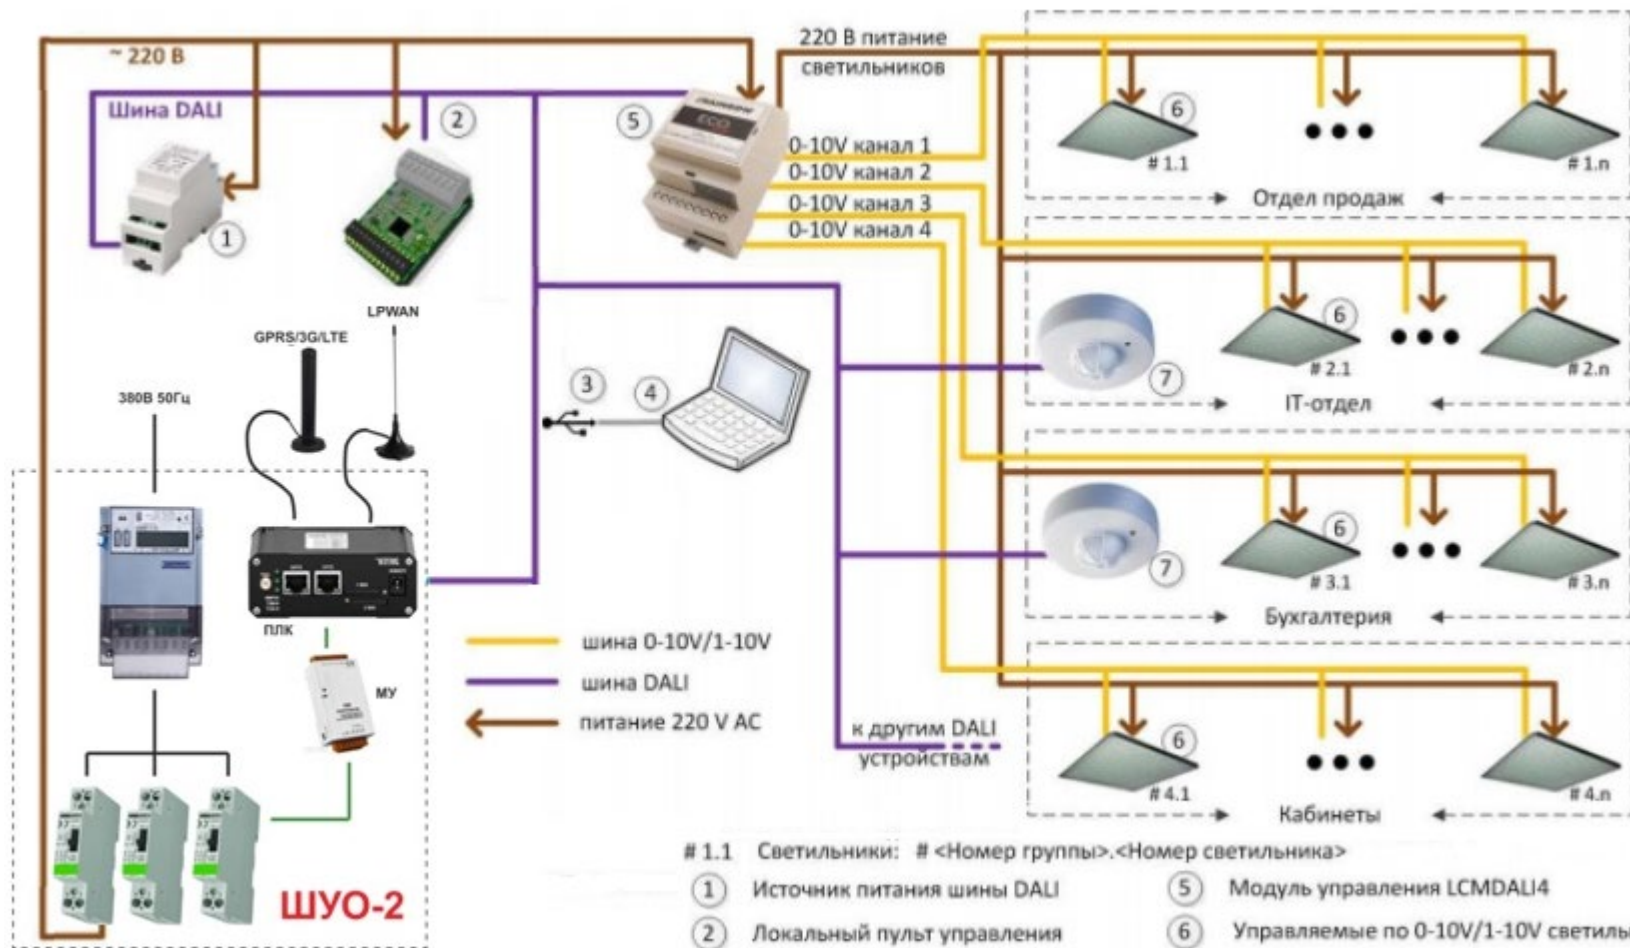 ~ 220 В
Шина DALI
1
2
5
ECO
220 В питание
светильников
0-10V канал 1
0-10V канал 2
0-10V канал 3
0-10V канал 4
6
# 1.1
# 1.n
Отдел продаж
6
7
# 2.1
# 2.n
IT-отдел
6
7
# 3.1
# 3.n
Бухгалтерия
6
# 4.1
# 4.n
Кабинеты
GPRS/3G/LTE
LPWAN
380В 50Гц
3
4
ПЛК
МУ
ШУО-2
шина 0-10V/1-10V
шина DALI
питание 220 V AC
к другим DALI
устройствам
# 1.1 Светильники: # <Номер группы>.<Номер светильника>
1 Источник питания шины DALI
5 Модуль управления LCMDALI4
2 Локальный пульт управления
6 Управляемые по 0-10V/1-10V светиль